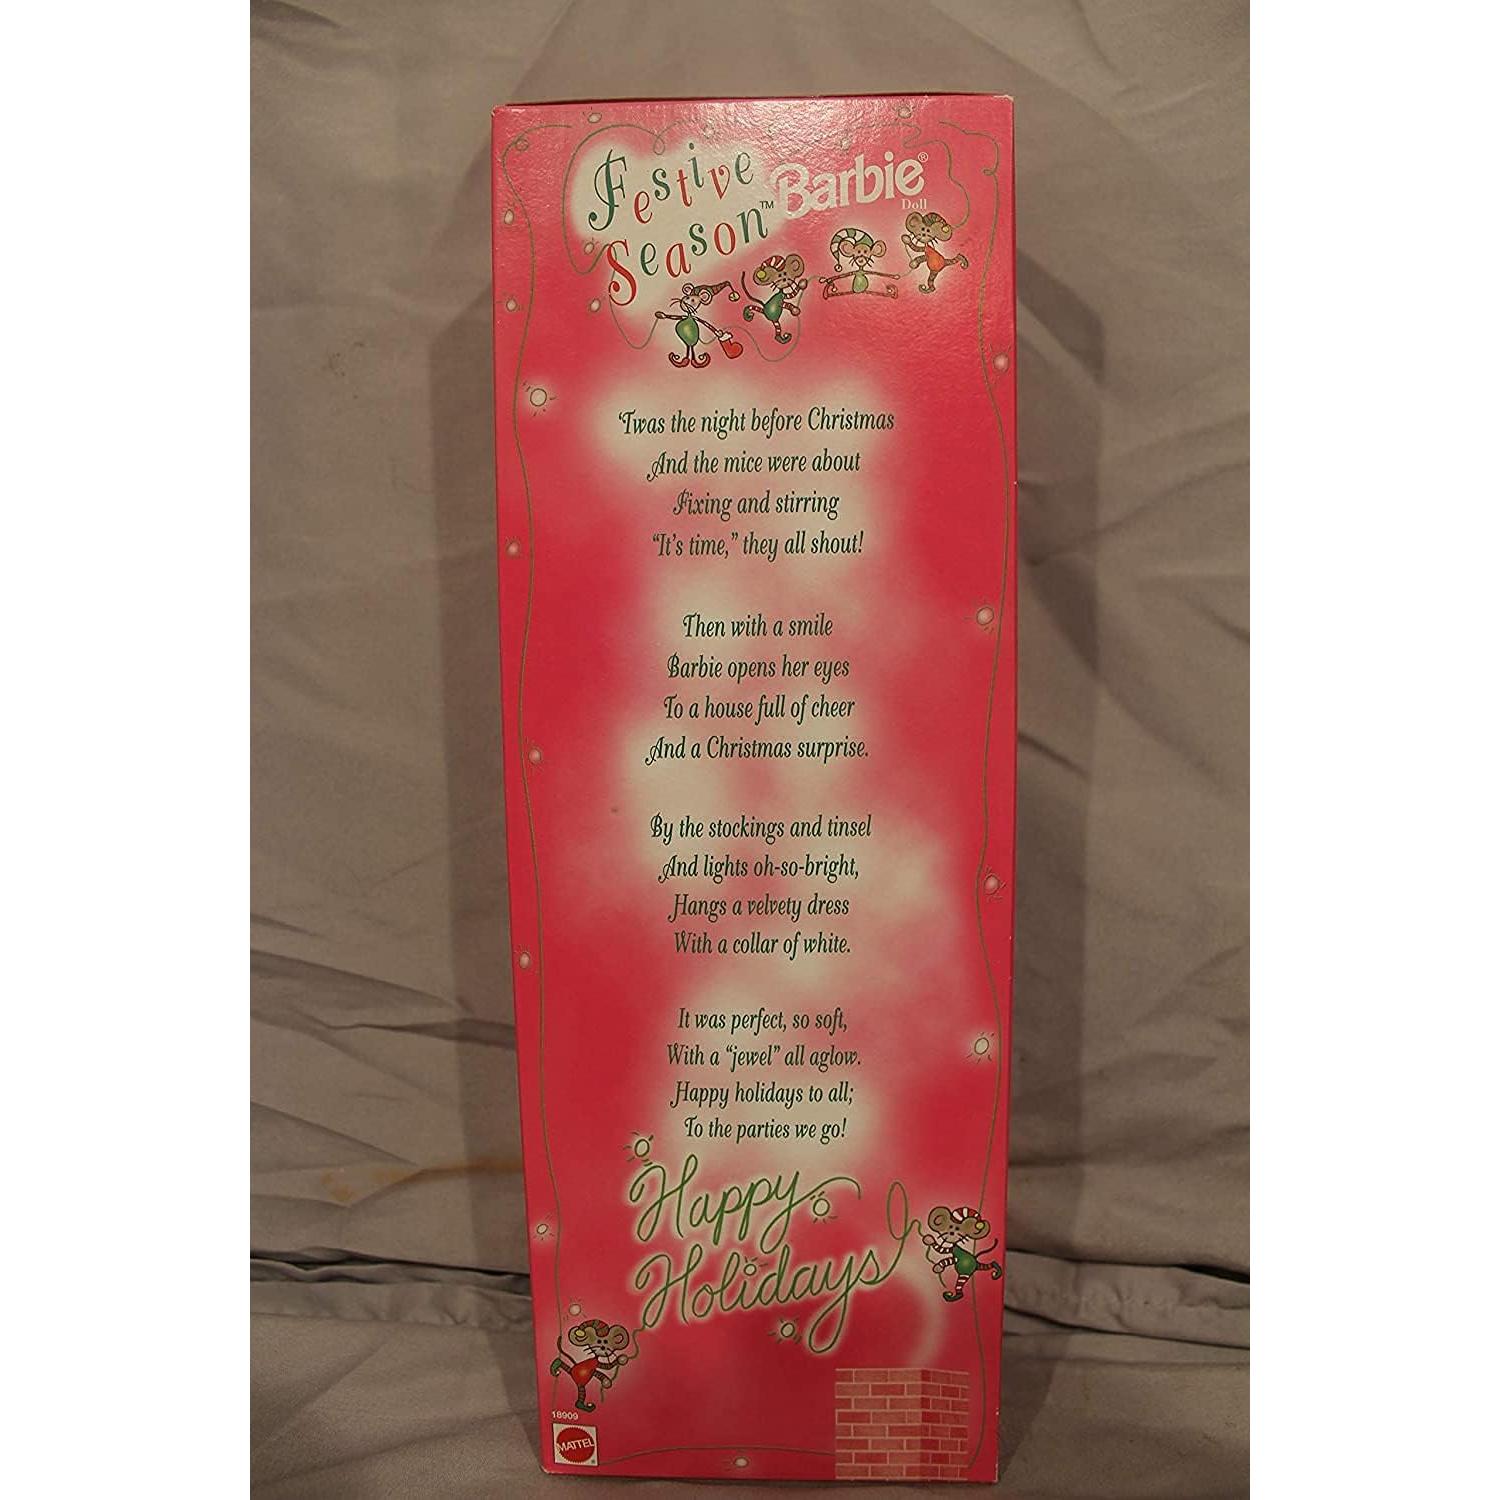 Festive
Season™ Barbie®
Doll
'Twas the night before Christmas
And the mice were about
Fixing and stirring
"It's time," they all shout!
Then with a smile
Barbie opens her eyes
To a house full of cheer
And a Christmas surprise.
By the stockings and tinsel
And lights oh-so-bright,
Hangs a velvety dress
With a collar of white.
It was perfect, so soft,
With a "jewel" all aglow.
Happy holidays to all;
To the parties we go!
Happy
Holidays
18909
MATTEL®